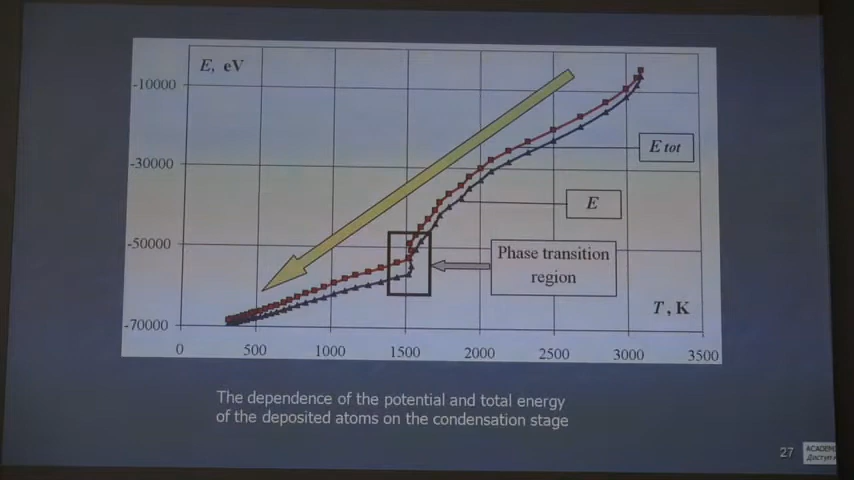 E, eV
-10000
-30000
-50000
-70000
E tot
E
Phase transition
region
T, K
0
500
1000
1500
2000
2500
3000
3500
The dependence of the potential and total energy
of the deposited atoms on the condensation stage
27